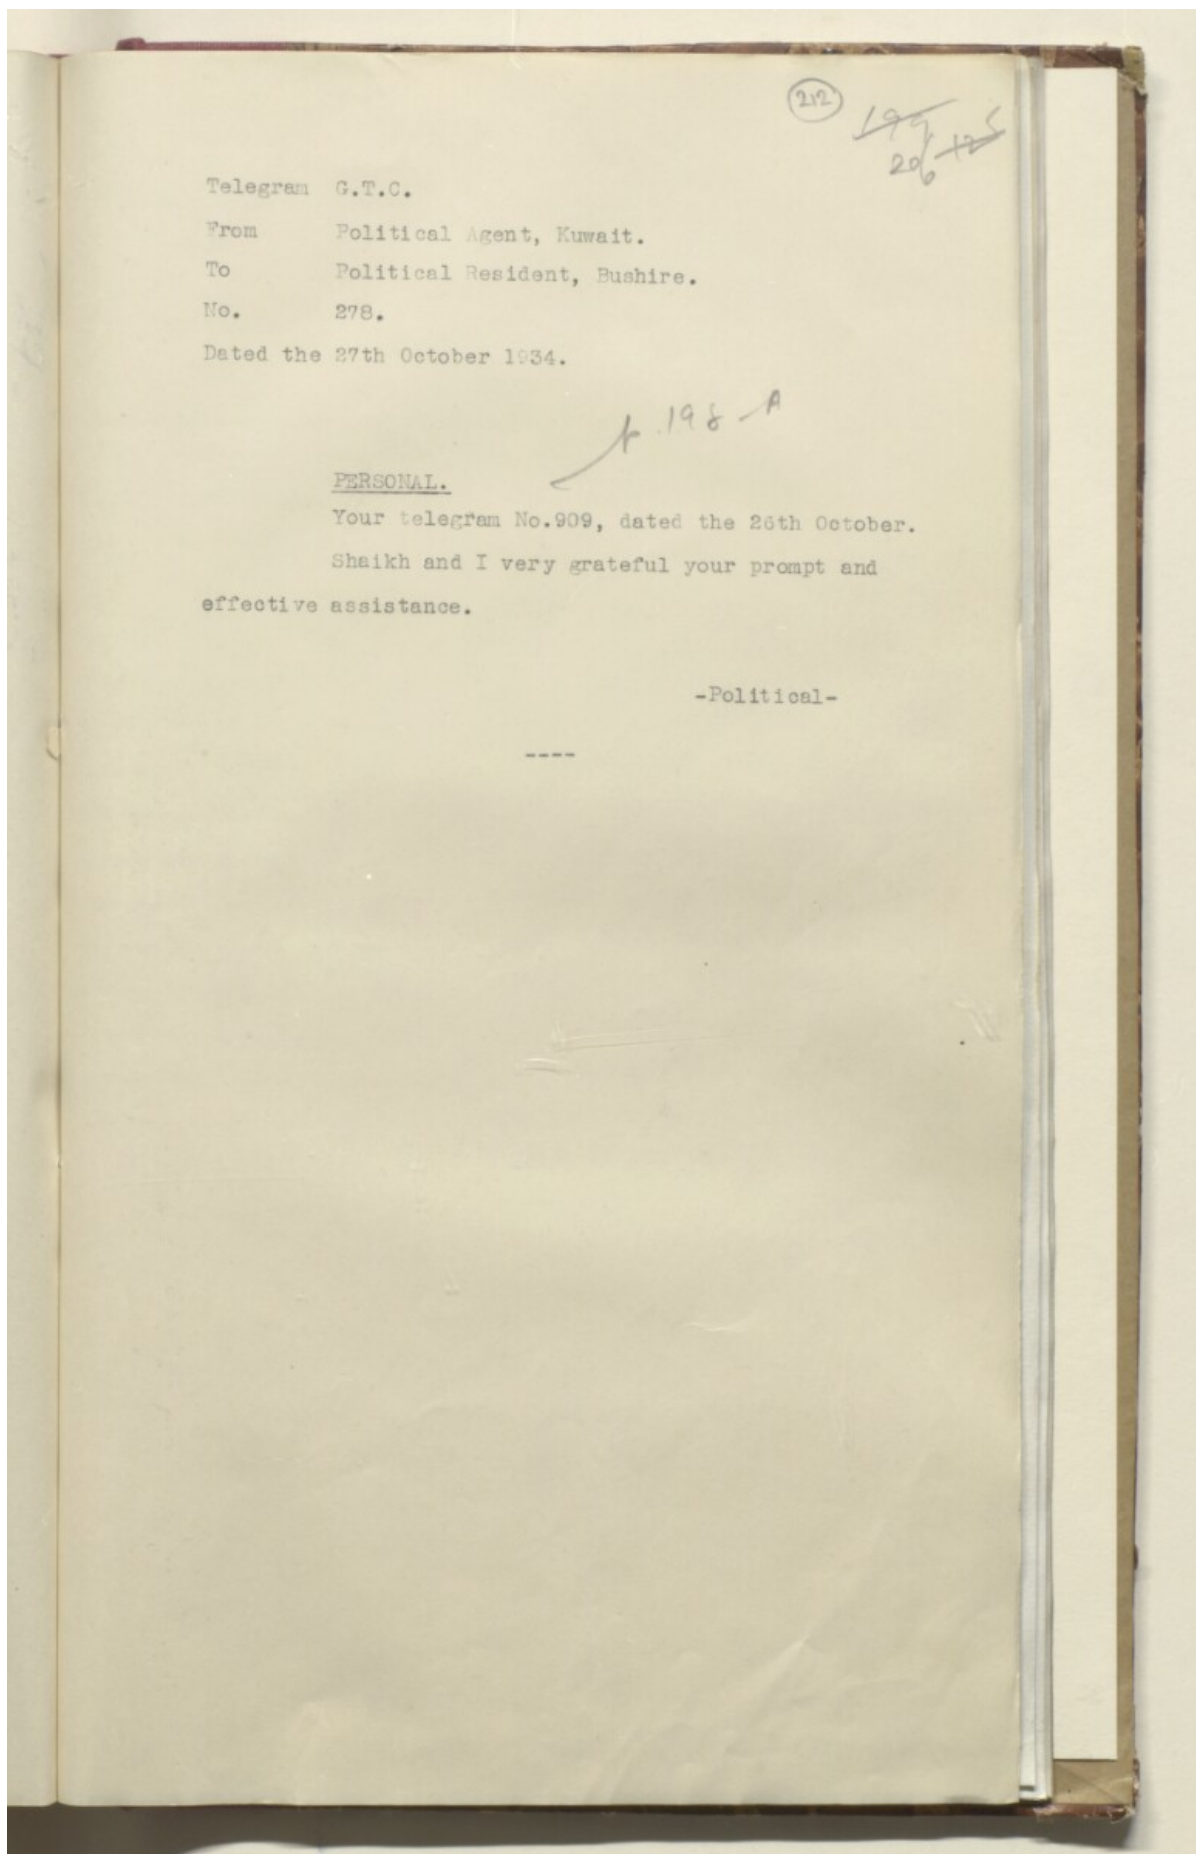 212
199
206 125
Telegram G.T.C.
From Political Agent, Kuwait.
To Political Resident, Bushire.
No. 278.
Dated the 27th October 1934.
p. 198-A
PERSONAL.
Your telegram No.909, dated the 26th October.
Shaikh and I very grateful your prompt and
effective assistance.
-Political-
----